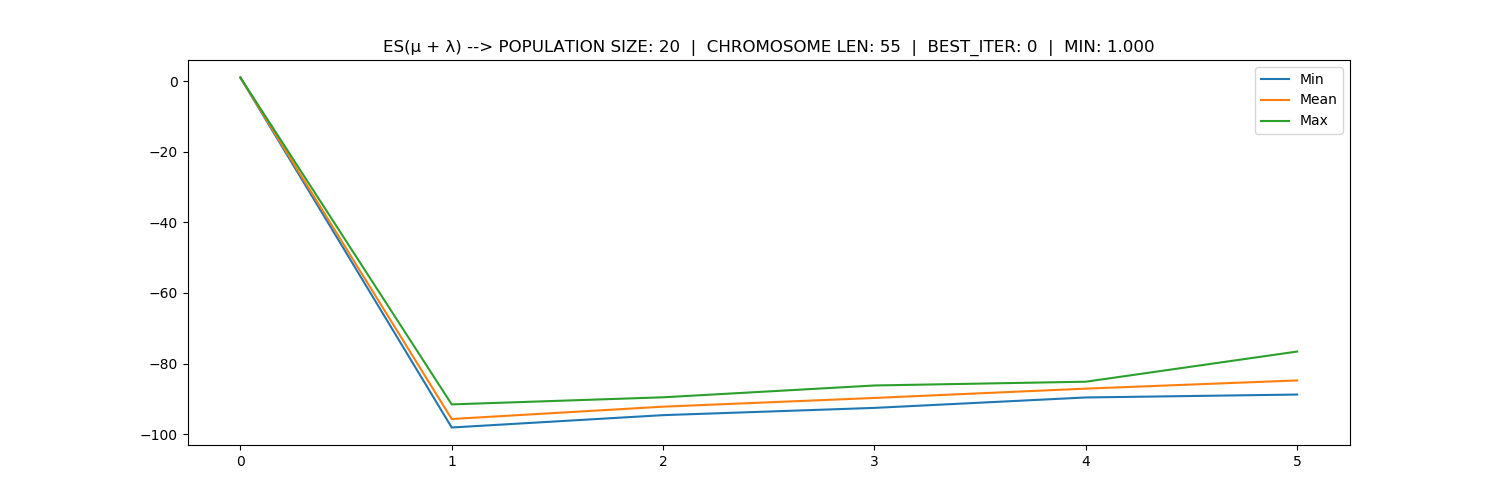 ES(μ + λ) --> POPULATION SIZE: 20 | CHROMOSOME LEN: 55 | BEST_ITER: 0 | MIN: 1.000
Min
Mean
Max
0
−20
−40
−60
−80
−100
0 1 2 3 4 5